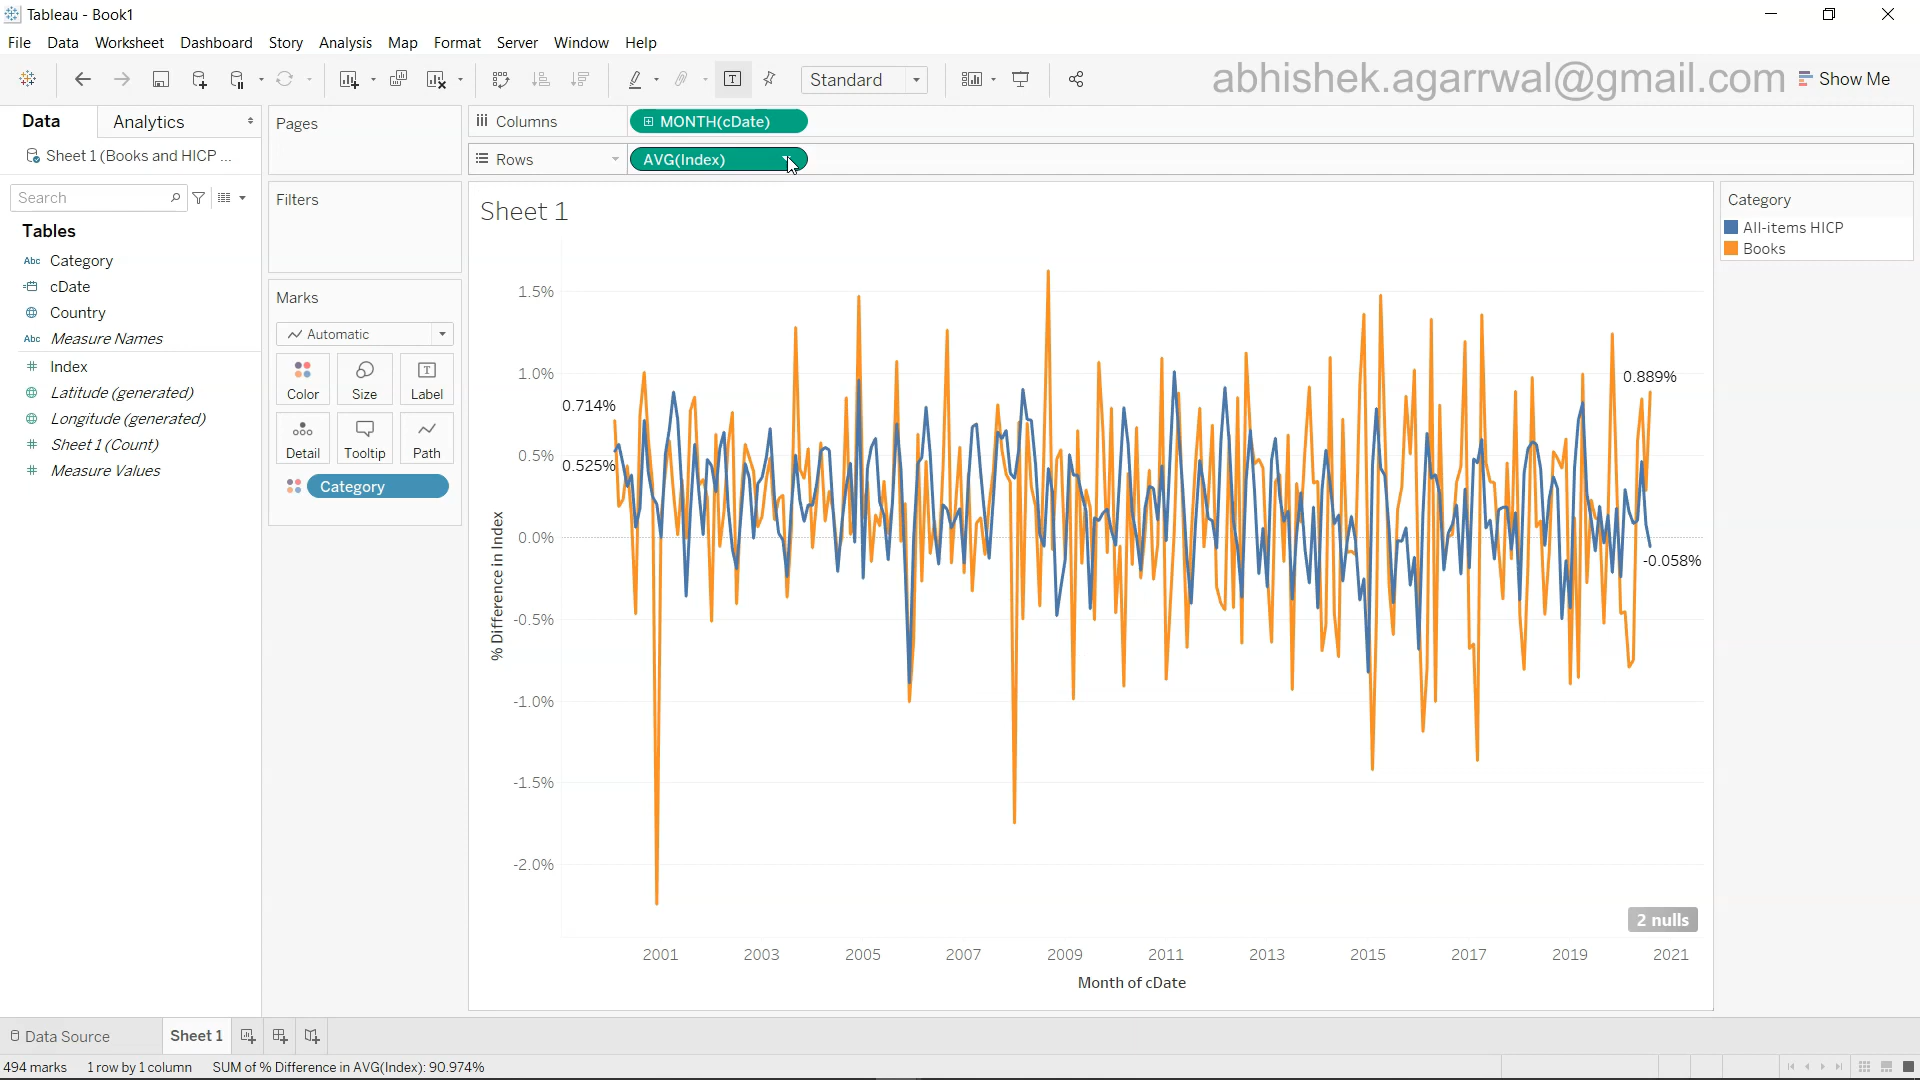 Tableau - Book1
File Data Worksheet Dashboard Story Analysis Map Format Server Window Help
Standard
abhishek.agarrwal@gmail.com
Show Me
Data
Analytics
Sheet 1 (Books and HICP ...
Search
Tables
Abc Category
cDate
Country
Abc Measure Names
Index
Latitude (generated)
Longitude (generated)
Sheet 1 (Count)
Measure Values
Pages
Filters
Marks
Automatic
Color Size Label
Detail Tooltip Path
Category
Columns
MONTH(cDate)
Rows
AVG(Index)
Sheet 1
% Difference in Index
1.5%
1.0%
0.5%
0.0%
-0.5%
-1.0%
-1.5%
-2.0%
0.714%
0.525%
0.889%
-0.058%
2 nulls
2001 2003 2005 2007 2009 2011 2013 2015 2017 2019 2021
Month of cDate
Category
All-items HICP
Books
Data Source
Sheet 1
494 marks 1 row by 1 column SUM of % Difference in AVG(Index): 90.974%